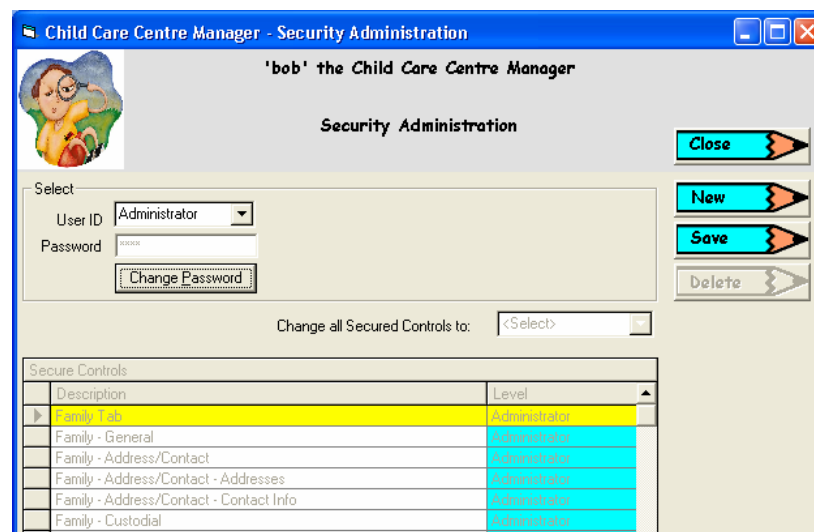 Child Care Centre Manager - Security Administration
'bob' the Child Care Centre Manager
Security Administration
Close
Select
User ID Administrator
Password xxxx
Change Password
New
Save
Delete
Change all Secured Controls to: <Select>
Secure Controls
Description Level
Family Tab Administrator
Family - General Administrator
Family - Address/Contact Administrator
Family - Address/Contact - Addresses Administrator
Family - Address/Contact - Contact Info Administrator
Family - Custodial Administrator